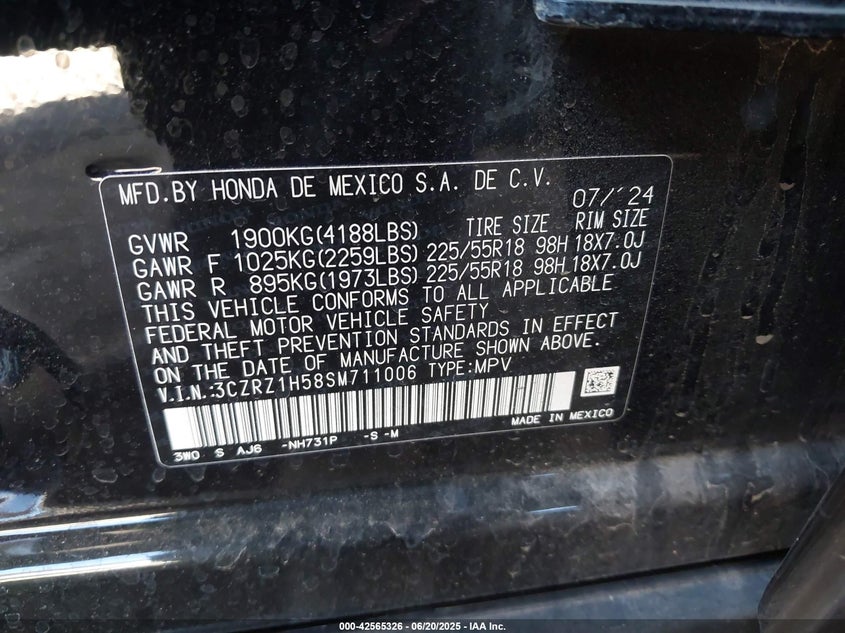 MFD.BY HONDA DE MEXICO S.A. DE C.V. 07/'24
GVWR 1900KG(4188LBS) TIRE SIZE RIM SIZE
GAWR F 1025KG(2259LBS) 225/55R18 98H 18X7.0J
GAWR R 895KG(1973LBS) 225/55R18 98H 18X7.0J
THIS VEHICLE CONFORMS TO ALL APPLICABLE
FEDERAL MOTOR VEHICLE SAFETY
AND THEFT PREVENTION STANDARDS IN EFFECT
ON THE DATE OF MANUFACTURE SHOWN ABOVE.
V.I.N.:3CZRZ1H58SM711006 TYPE:MPV
MADE IN MEXICO
3W0 S AJ6 -NH731P -S -M
000-42565326 - 06/20/2025 - IAA Inc.